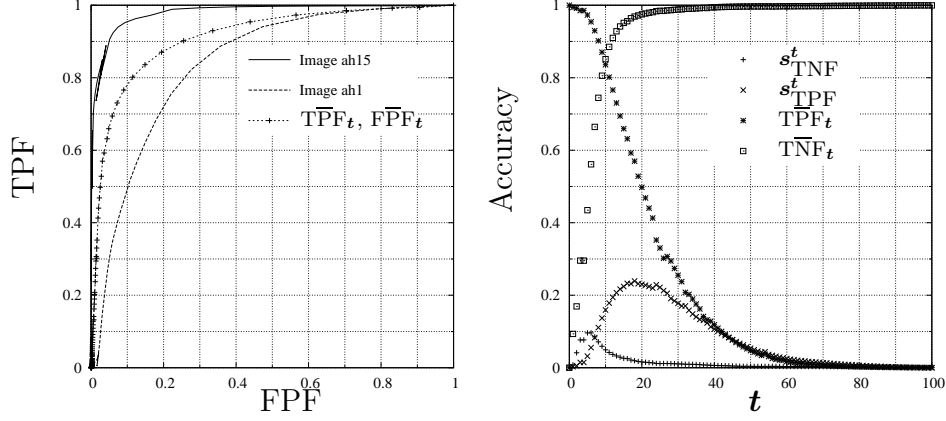 1
0.8
0.6
0.4
0.2
0
0
0.2
0.4
0.6
0.8
1
TPF
FPF
Image ah15
Image ah1
TP̅F_t, FP̅F_t
1
0.8
0.6
0.4
0.2
0
0
20
40
60
80
100
Accuracy
t
s^t_TNF
s^t_TPF
TP̅F_t
TN̅F_t